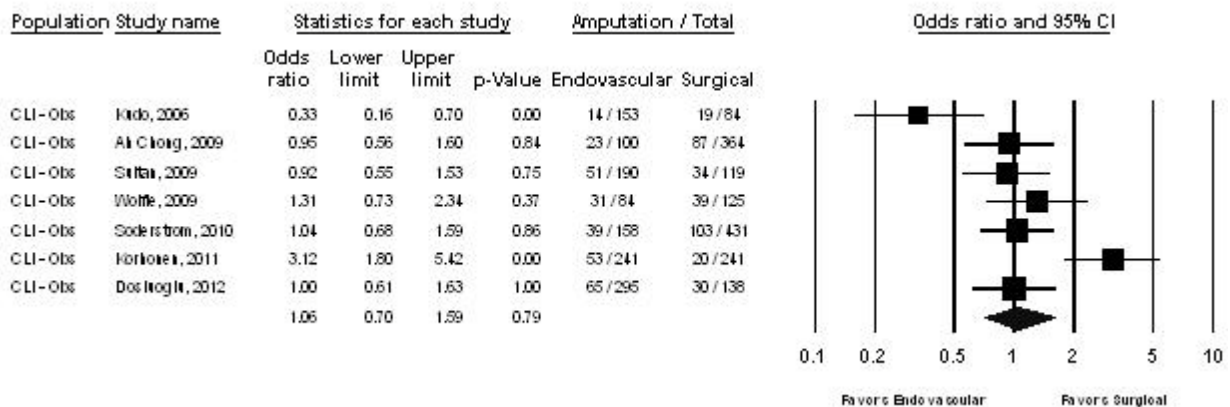 Population Study name Statistics for each study Amputation / Total Odds ratio and 95% CI
Odds Lower Upper
ratio limit limit p-Value Endovascular Surgical
CLI-Obs Kudo, 2006 0.33 0.16 0.70 0.00 14 / 153 19 / 84
CLI-Obs Ah Chong, 2009 0.95 0.56 1.60 0.84 23 / 100 87 / 364
CLI-Obs Sultan, 2009 0.92 0.55 1.53 0.75 51 / 190 34 / 119
CLI-Obs Wolfle, 2009 1.31 0.73 2.34 0.37 31 / 84 39 / 125
CLI-Obs Soderstrom, 2010 1.04 0.68 1.59 0.86 39 / 158 103 / 431
CLI-Obs Korhonen, 2011 3.12 1.80 5.42 0.00 53 / 241 20 / 241
CLI-Obs Dosluoglu, 2012 1.00 0.61 1.63 1.00 65 / 295 30 / 138
1.06 0.70 1.59 0.79
0.1 0.2 0.5 1 2 5 10
Favors Endovascular Favors Surgical